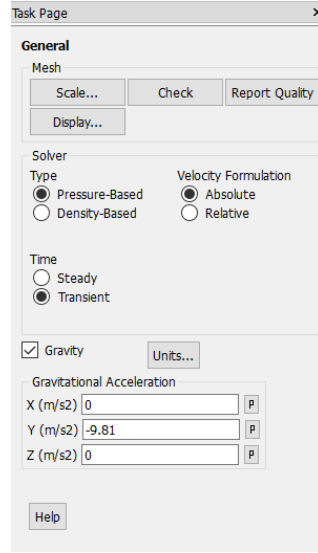 Task Page
General
Mesh
Scale... Check Report Quality
Display...
Solver
Type Velocity Formulation
Pressure-Based Absolute
Density-Based Relative
Time
Steady
Transient
Gravity Units...
Gravitational Acceleration
X (m/s2) 0 P
Y (m/s2) -9.81 P
Z (m/s2) 0 P
Help